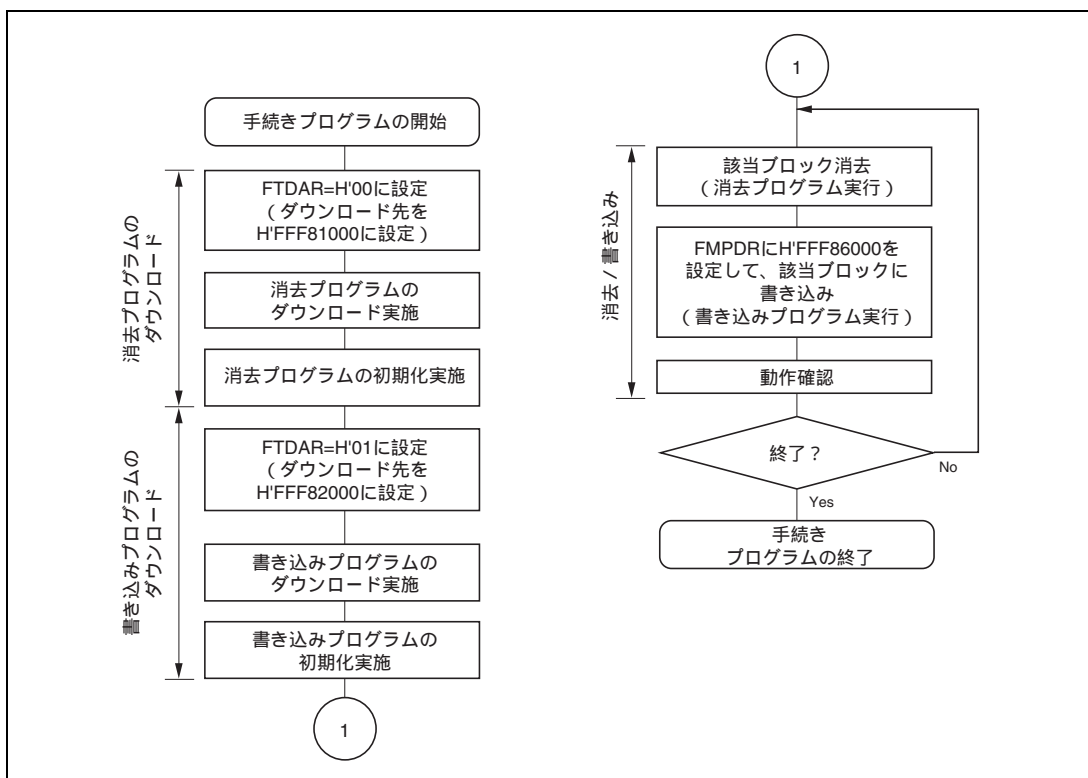 手続きプログラムの開始
消去プログラムの
ダウンロード
FTDAR=H'00に設定
（ダウンロード先を
H'FFF81000に設定）
消去プログラムの
ダウンロード実施
消去プログラムの初期化実施
書き込みプログラムの
ダウンロード
FTDAR=H'01に設定
（ダウンロード先を
H'FFF82000に設定）
書き込みプログラムの
ダウンロード実施
書き込みプログラムの
初期化実施
1
1
消去 / 書き込み
該当ブロック消去
（消去プログラム実行）
FMPDRにH'FFF86000を
設定して、該当ブロックに
書き込み
（書き込みプログラム実行）
動作確認
終了？
No
Yes
手続き
プログラムの終了